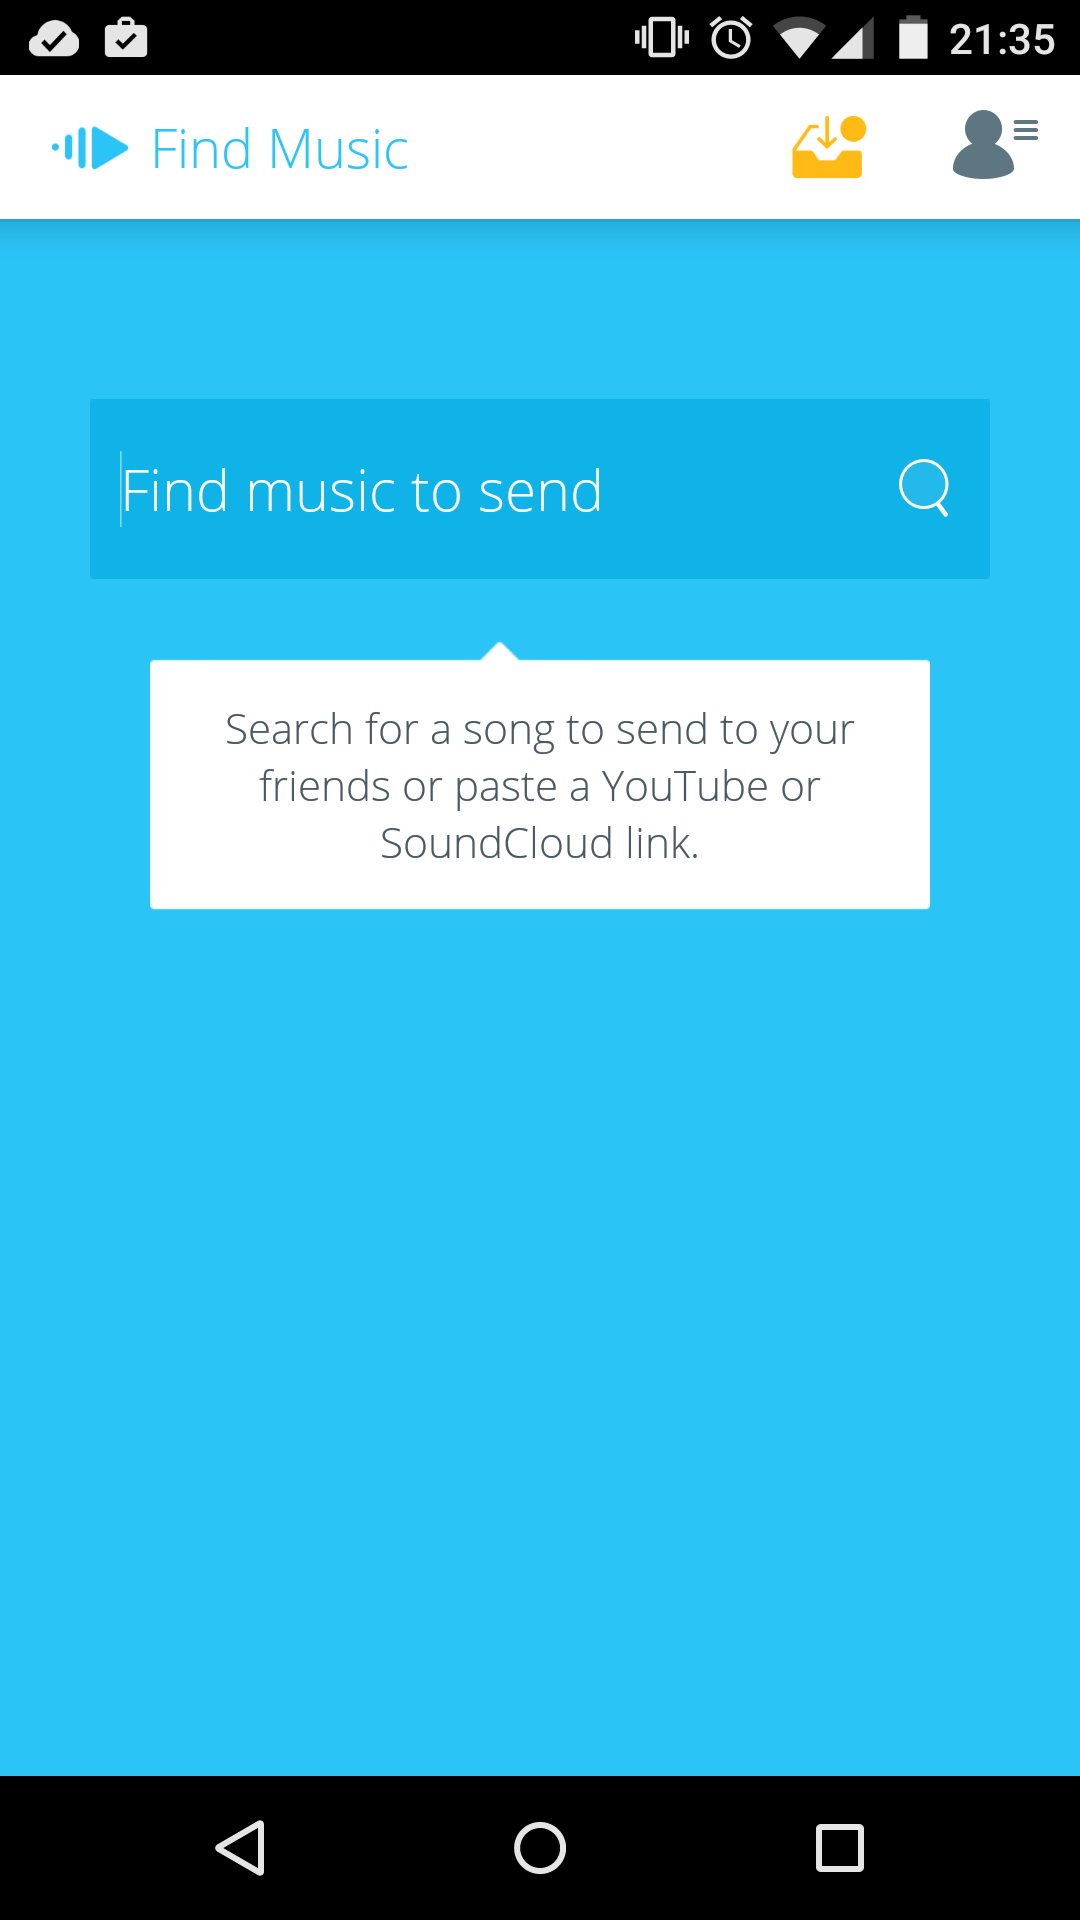 21:35
Find Music
Find music to send
Search for a song to send to your
friends or paste a YouTube or
SoundCloud link.